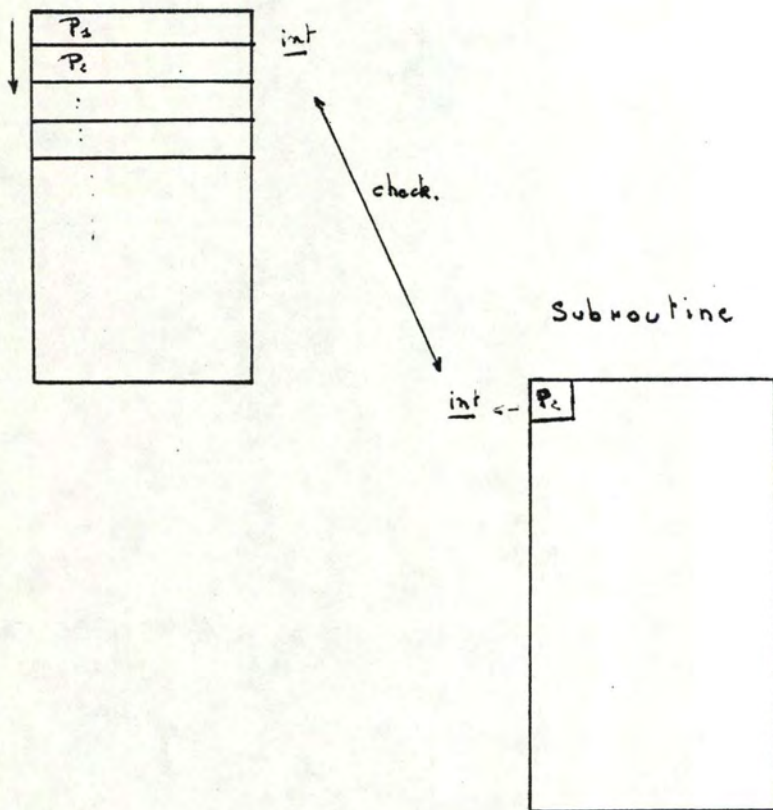 P₁
int
P₂
check.
Subroutine
int <-
P₂